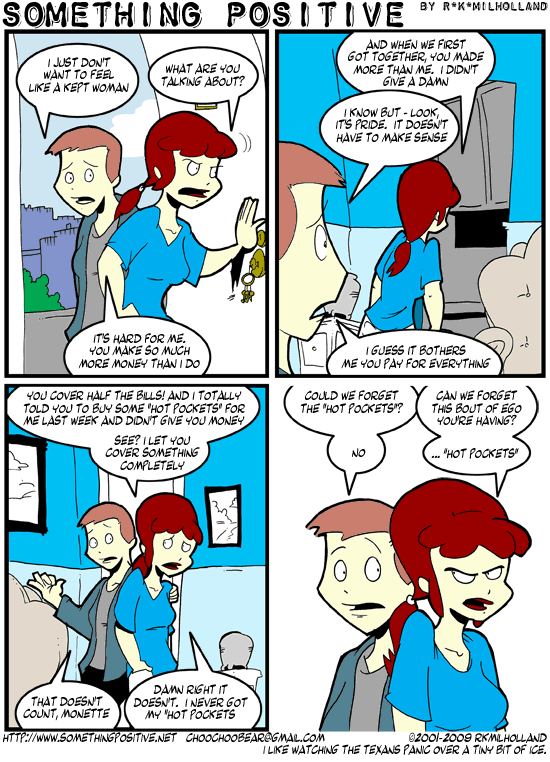 SOMETHING POSITIVE BY R*K*MILHOLLAND
I JUST DON'T
WANT TO FEEL
LIKE A KEPT WOMAN
WHAT ARE YOU
TALKING ABOUT?
IT'S HARD FOR ME.
YOU MAKE SO MUCH
MORE MONEY THAN I DO
AND WHEN WE FIRST
GOT TOGETHER, YOU MADE
MORE THAN ME. I DIDN'T
GIVE A DAMN
I KNOW BUT - LOOK,
IT'S PRIDE. IT DOESN'T
HAVE TO MAKE SENSE
I GUESS IT BOTHERS
ME YOU PAY FOR EVERYTHING
YOU COVER HALF THE BILLS! AND I TOTALLY
TOLD YOU TO BUY SOME "HOT POCKETS" FOR
ME LAST WEEK AND DIDN'T GIVE YOU MONEY
SEE? I LET YOU
COVER SOMETHING
COMPLETELY
THAT DOESN'T
COUNT, MONETTE
DAMN RIGHT IT
DOESN'T. I NEVER GOT
MY "HOT POCKETS
COULD WE FORGET
THE "HOT POCKETS"?
CAN WE FORGET
THIS BOUT OF EGO
YOU'RE HAVING?
NO
... "HOT POCKETS"
HTTP://WWW.SOMETHINGPOSITIVE.NET CHOOCHOOBEAR@GMAIL.COM ©2001-2009 RKMILHOLLAND
I LIKE WATCHING THE TEXANS PANIC OVER A TINY BIT OF ICE.